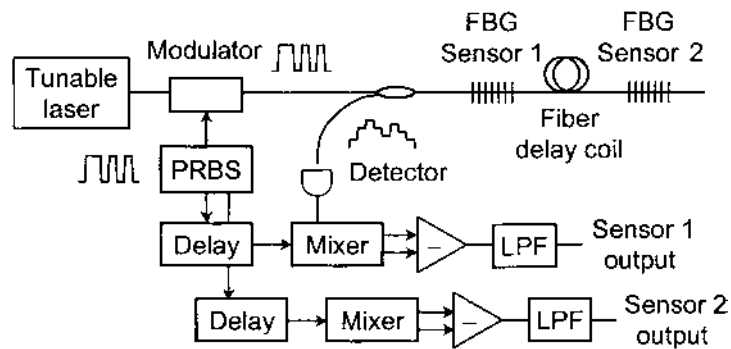 FBG
Sensor 1
FBG
Sensor 2
Modulator
Tunable
laser
Fiber
delay coil
PRBS
Detector
Delay
Mixer
–
LPF
Sensor 1
output
Delay
Mixer
–
LPF
Sensor 2
output